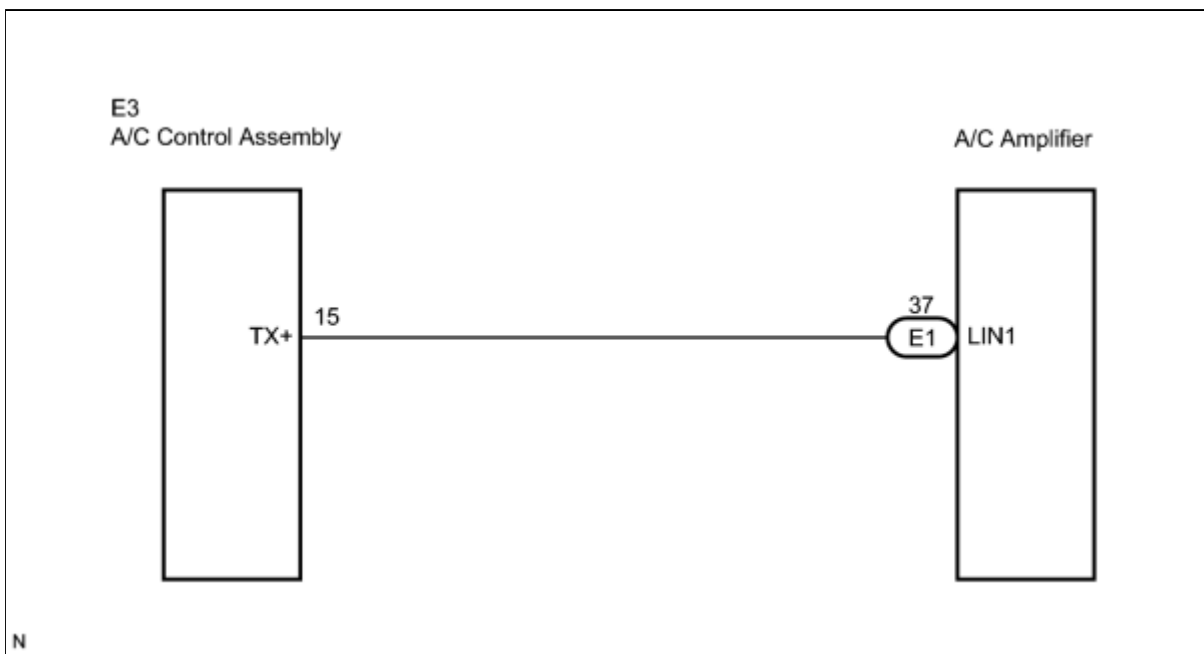 E3
A/C Control Assembly
A/C Amplifier
TX+
15
37
E1
LIN1
N